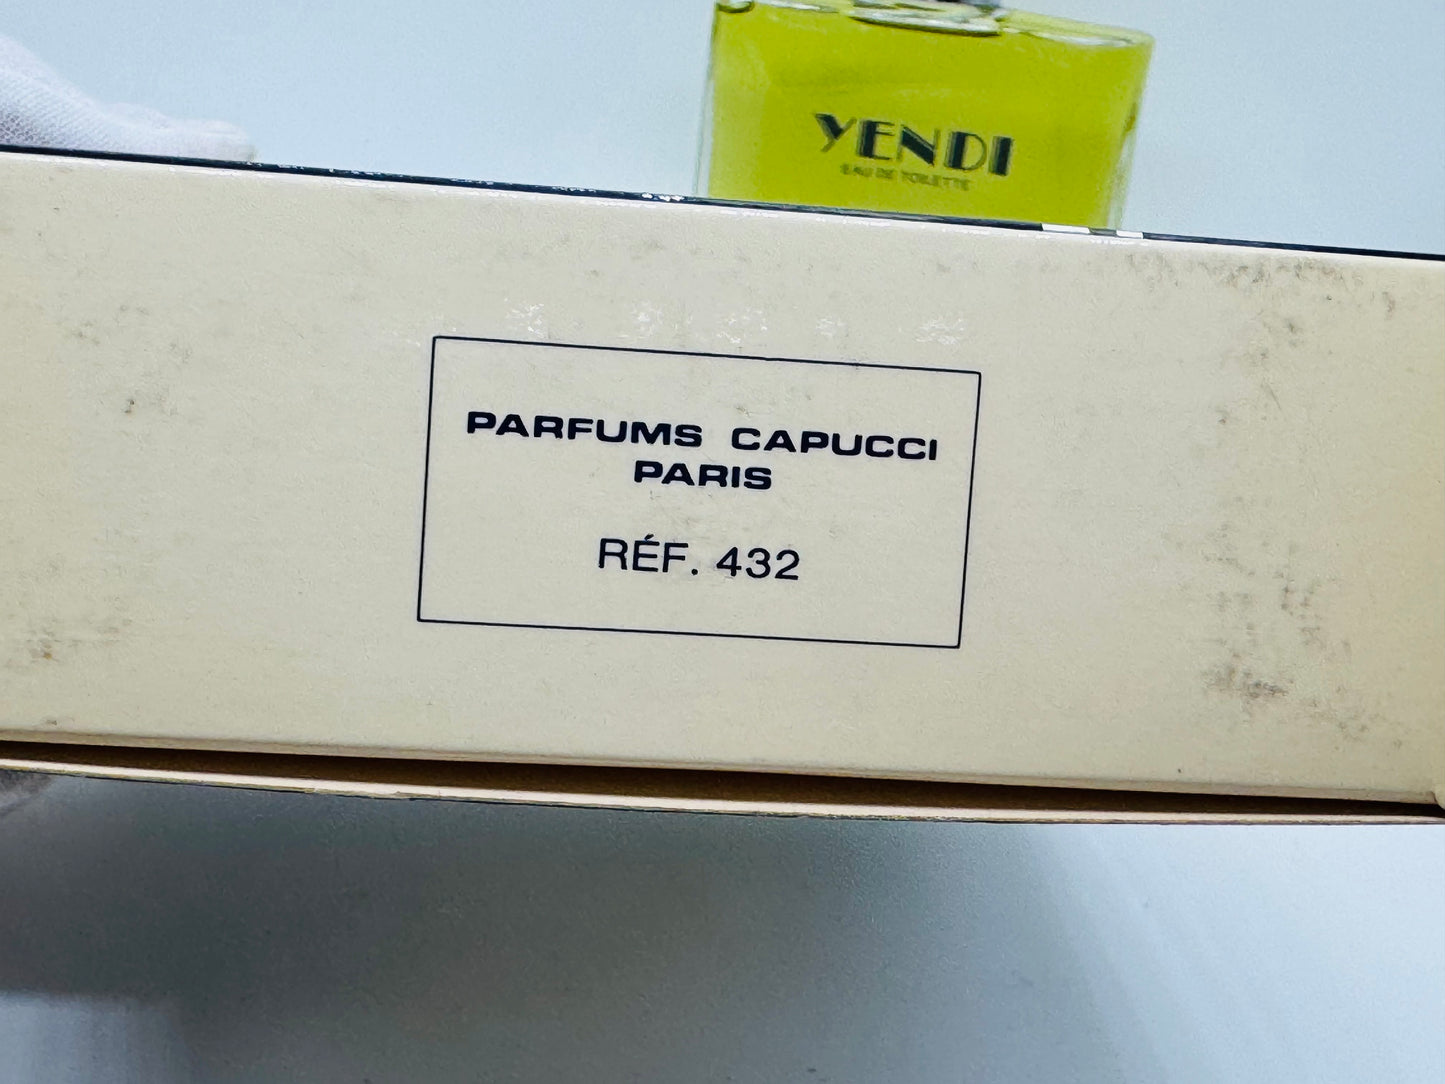 YENDI
EAU DE TOILETTE
PARFUMS CAPUCCI
PARIS
RÉF. 432